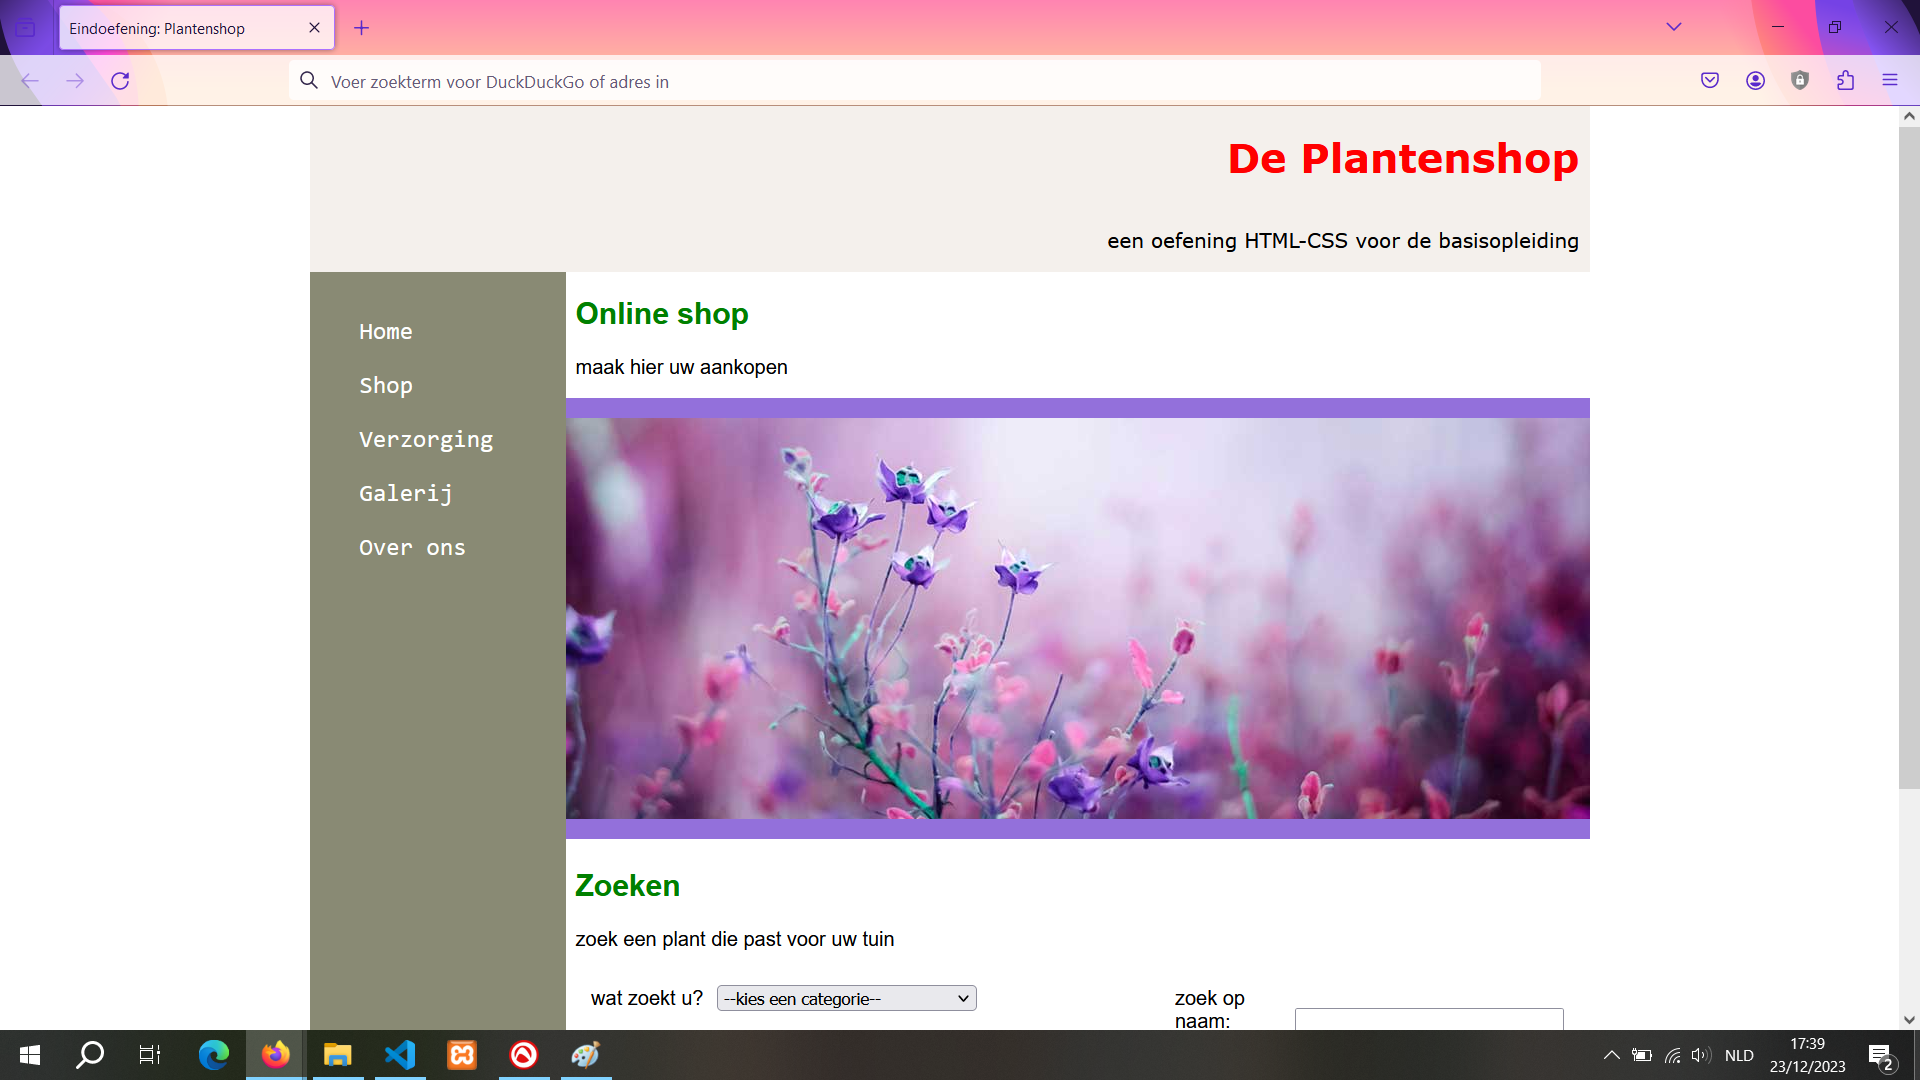 Eindoefening: Plantenshop
Voer zoekterm voor DuckDuckGo of adres in
De Plantenshop
een oefening HTML-CSS voor de basisopleiding
Home
Shop
Verzorging
Galerij
Over ons
Online shop
maak hier uw aankopen
Zoeken
zoek een plant die past voor uw tuin
wat zoekt u? --kies een categorie--
zoek op
naam:
NLD
17:39
23/12/2023
2